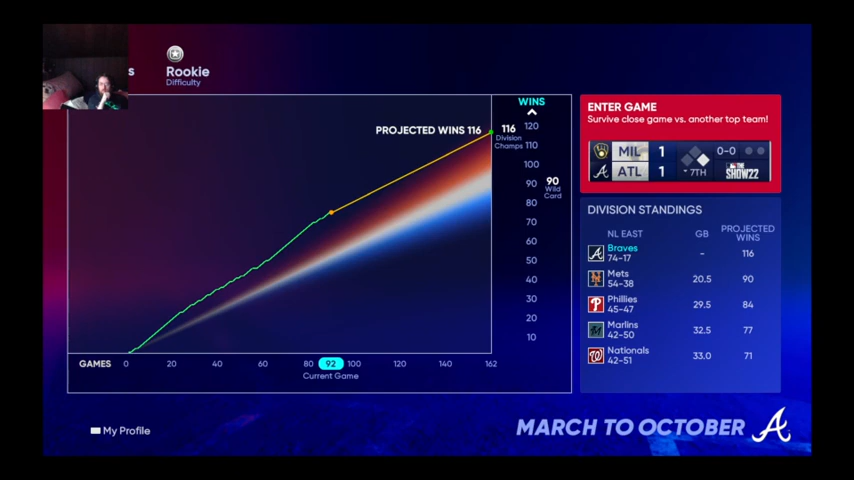 s
Rookie
Difficulty
PROJECTED WINS 116
WINS
116
Division
Champs
90
Wild
Card
120
110
100
90
80
70
60
50
40
30
20
10
GAMES 0 20 40 60 80 92 100 120 140 162
Current Game
ENTER GAME
Survive close game vs. another top team!
MIL 1 0-0
ATL 1 7TH THE SHOW22
DIVISION STANDINGS
NL EAST GB PROJECTED WINS
Braves
74-17 - 116
Mets
54-38 20.5 90
Phillies
45-47 29.5 84
Marlins
42-50 32.5 77
Nationals
42-51 33.0 71
My Profile
MARCH TO OCTOBER